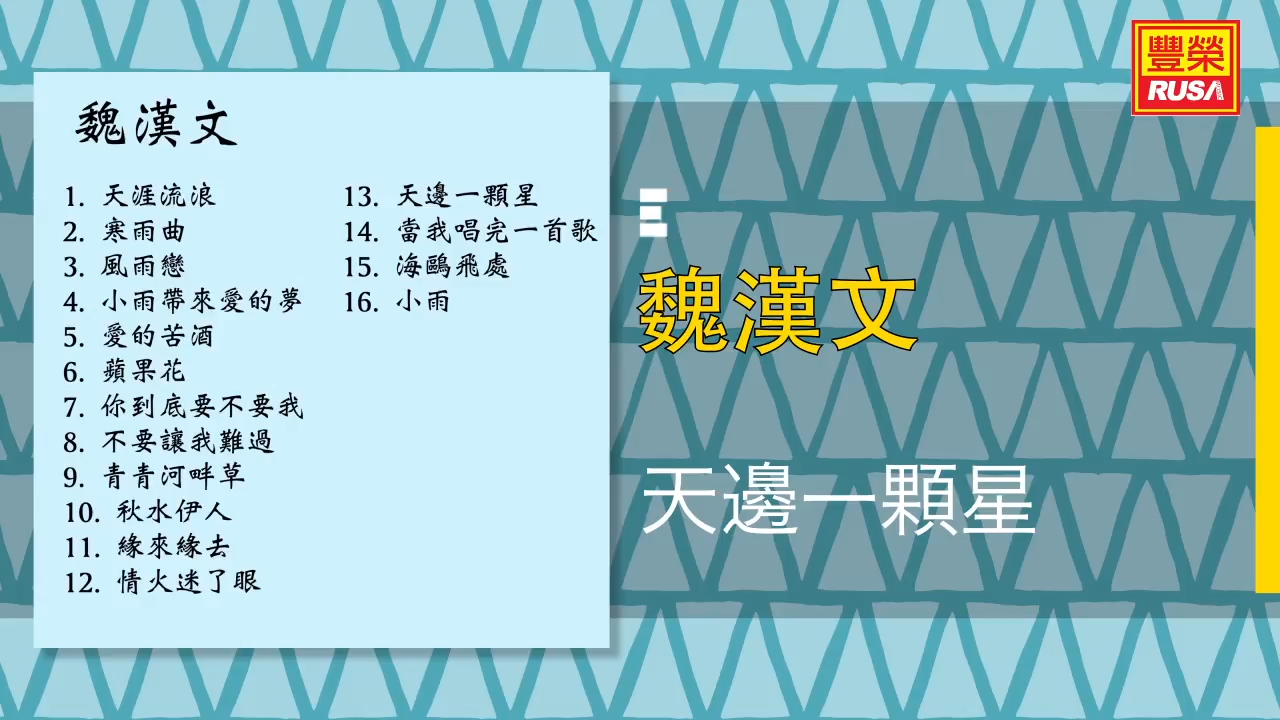 魏漢文
1. 天涯流浪
2. 寒雨曲
3. 風雨戀
4. 小雨帶來愛的夢
5. 愛的苦酒
6. 蘋果花
7. 你到底要不要我
8. 不要讓我難過
9. 青青河畔草
10. 秋水伊人
11. 緣來緣去
12. 情火迷了眼
13. 天邊一顆星
14. 當我唱完一首歌
15. 海鷗飛處
16. 小雨
豐榮
RUSA
魏漢文
天邊一顆星